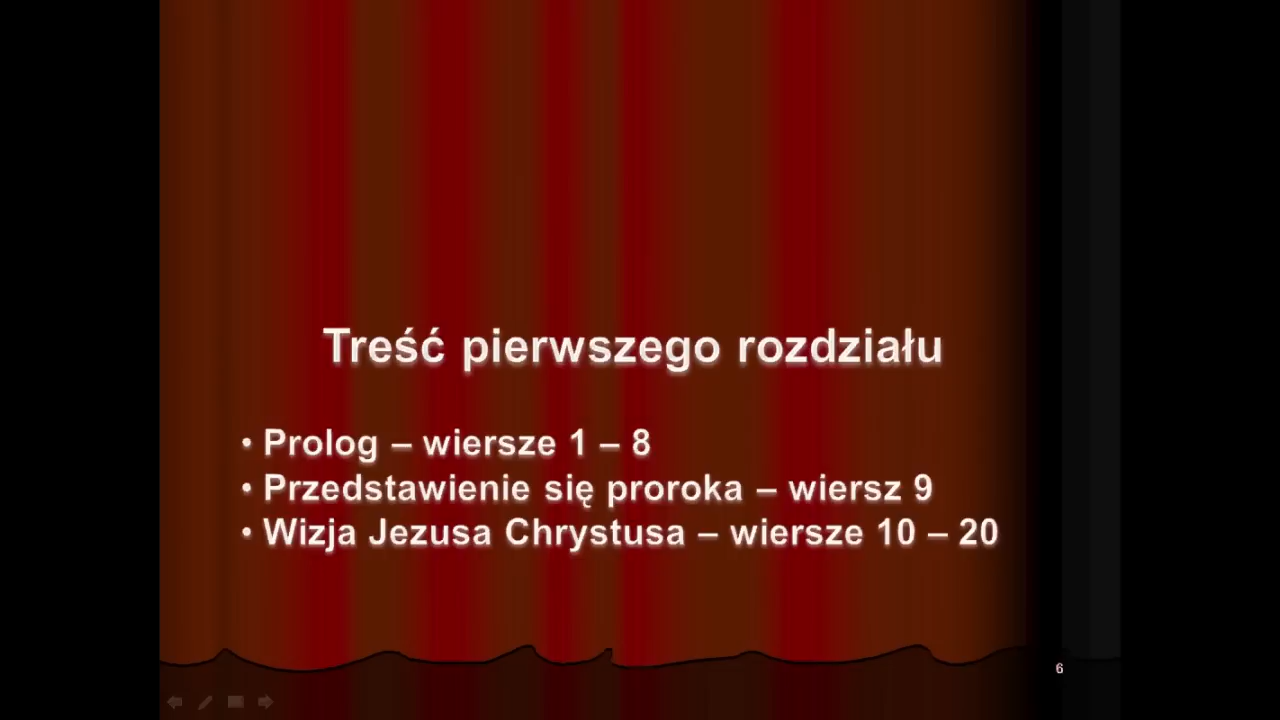 Treść pierwszego rozdziału
• Prolog – wiersze 1 – 8
• Przedstawienie się proroka – wiersz 9
• Wizja Jezusa Chrystusa – wiersze 10 – 20
6